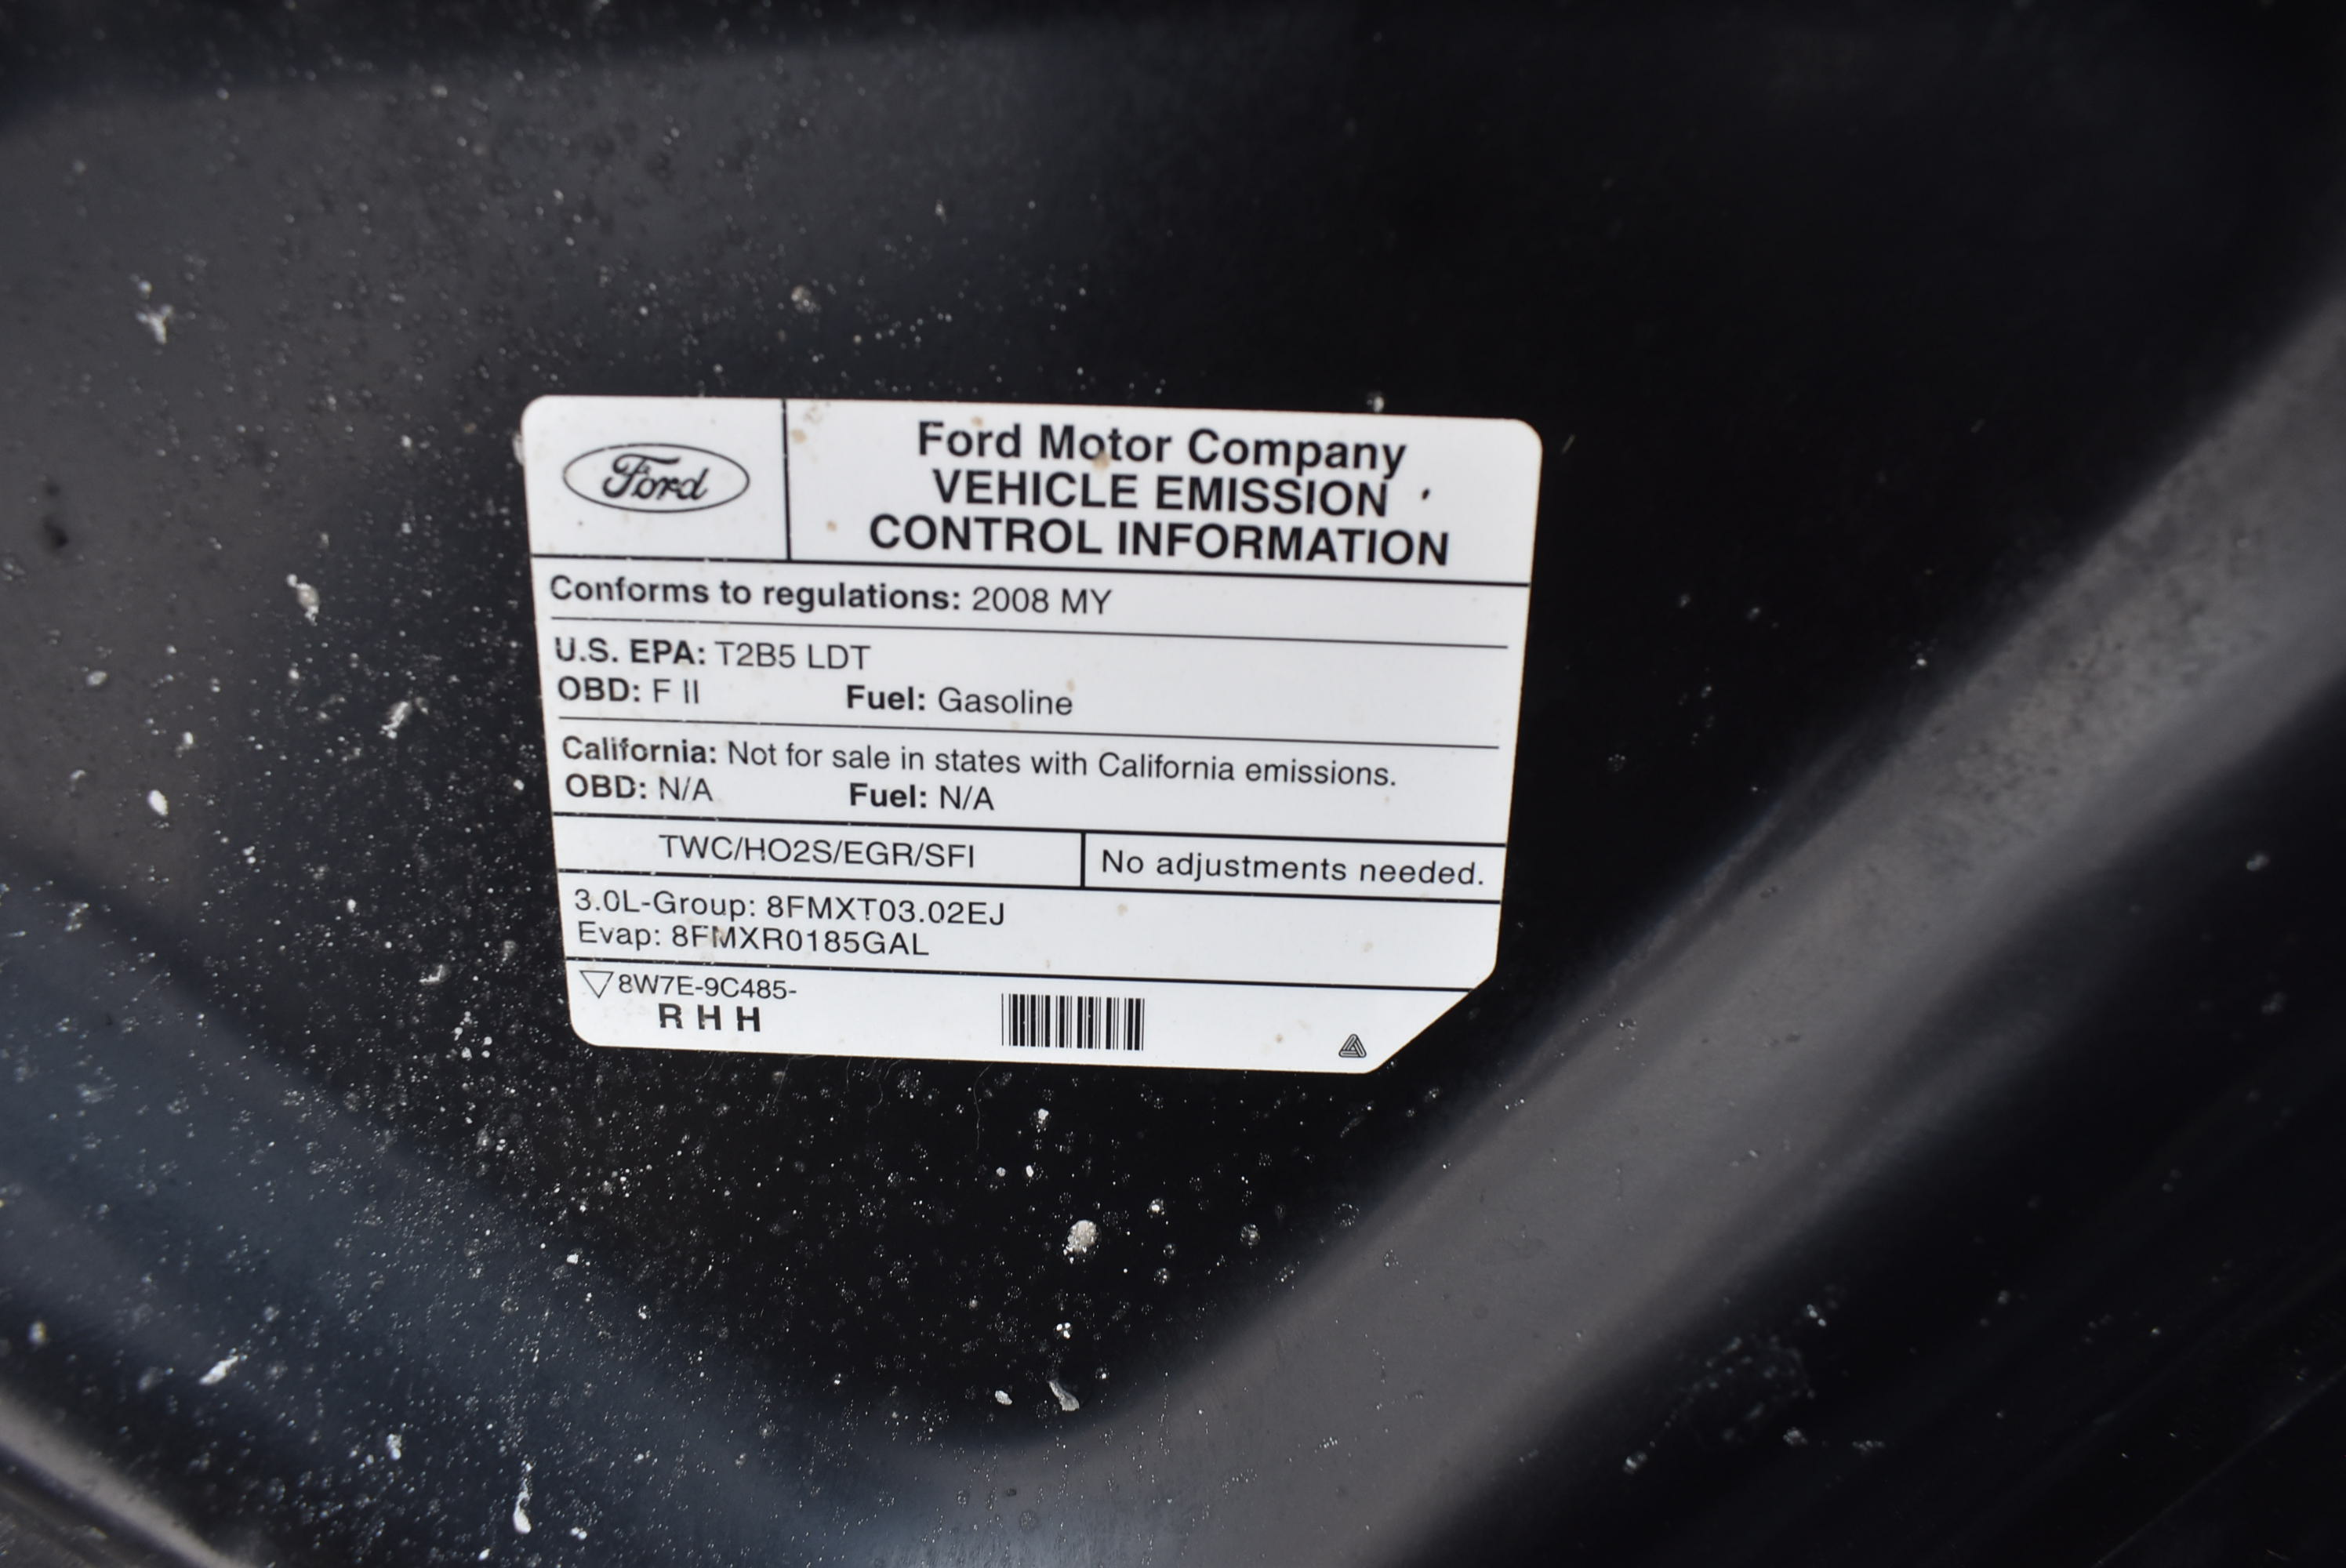 Ford
Ford Motor Company
VEHICLE EMISSION
CONTROL INFORMATION
Conforms to regulations: 2008 MY
U.S. EPA: T2B5 LDT
OBD: F II Fuel: Gasoline
California: Not for sale in states with California emissions.
OBD: N/A Fuel: N/A
TWC/HO2S/EGR/SFI No adjustments needed.
3.0L-Group: 8FMXT03.02EJ
Evap: 8FMXR0185GAL
8W7E-9C485-
R H H